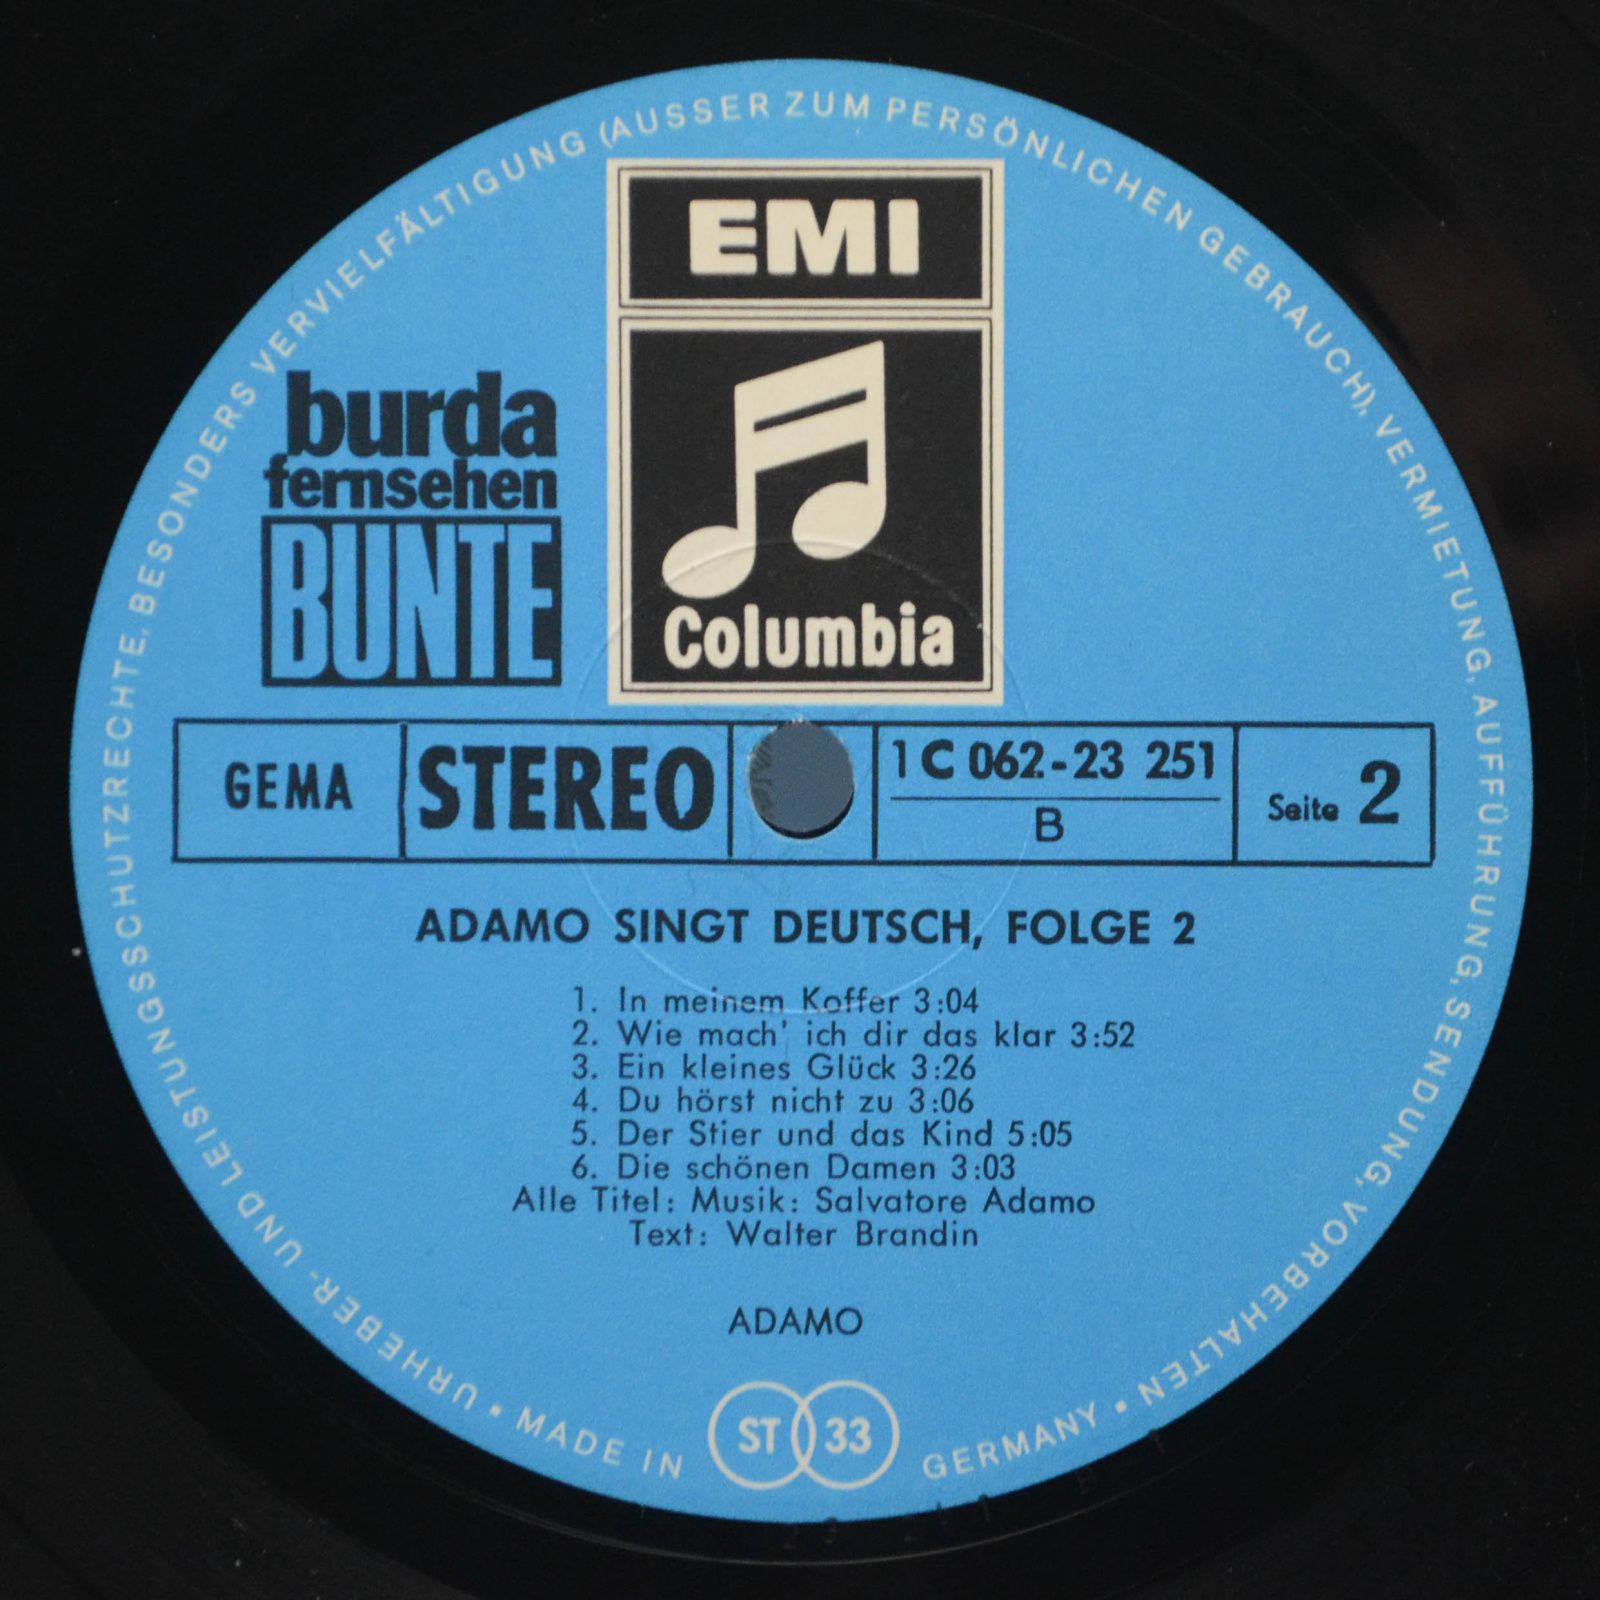 URHEBER- UND LEISTUNGSSCHUTZRECHTE, BESONDERS VERVIELFÄLTIGUNG (AUSSER ZUM PERSÖNLICHEN GEBRAUCH), VERMIETUNG, AUFFÜHRUNG, SENDUNG, VORBEHALTEN •
EMI
Columbia
burda
fernsehen
BUNTE
GEMA
STEREO
1 C 062-23 251
B
Seite 2
ADAMO SINGT DEUTSCH, FOLGE 2
1. In meinem Koffer 3:04
2. Wie mach' ich dir das klar 3:52
3. Ein kleines Glück 3:26
4. Du hörst nicht zu 3:06
5. Der Stier und das Kind 5:05
6. Die schönen Damen 3:03
Alle Titel: Musik: Salvatore Adamo
Text: Walter Brandin
ADAMO
ST 33
• MADE IN GERMANY